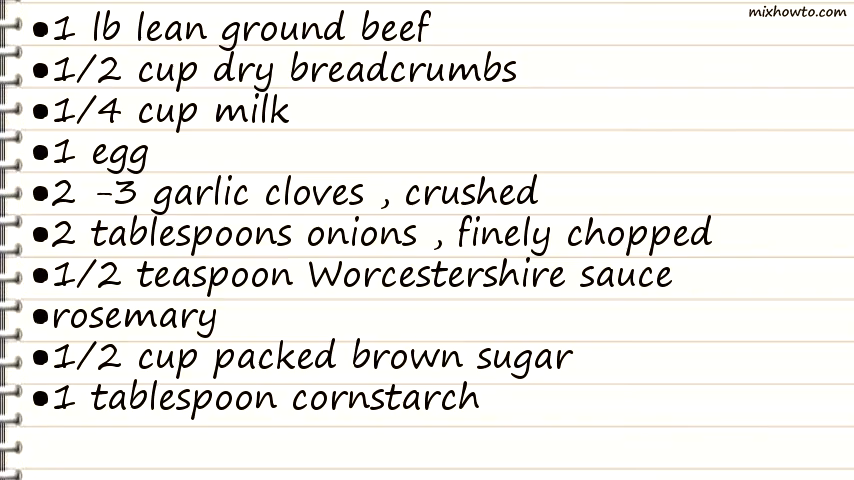 mixhowto.com
•1 lb lean ground beef
•1/2 cup dry breadcrumbs
•1/4 cup milk
•1 egg
•2 -3 garlic cloves , crushed
•2 tablespoons onions , finely chopped
•1/2 teaspoon Worcestershire sauce
•rosemary
•1/2 cup packed brown sugar
•1 tablespoon cornstarch